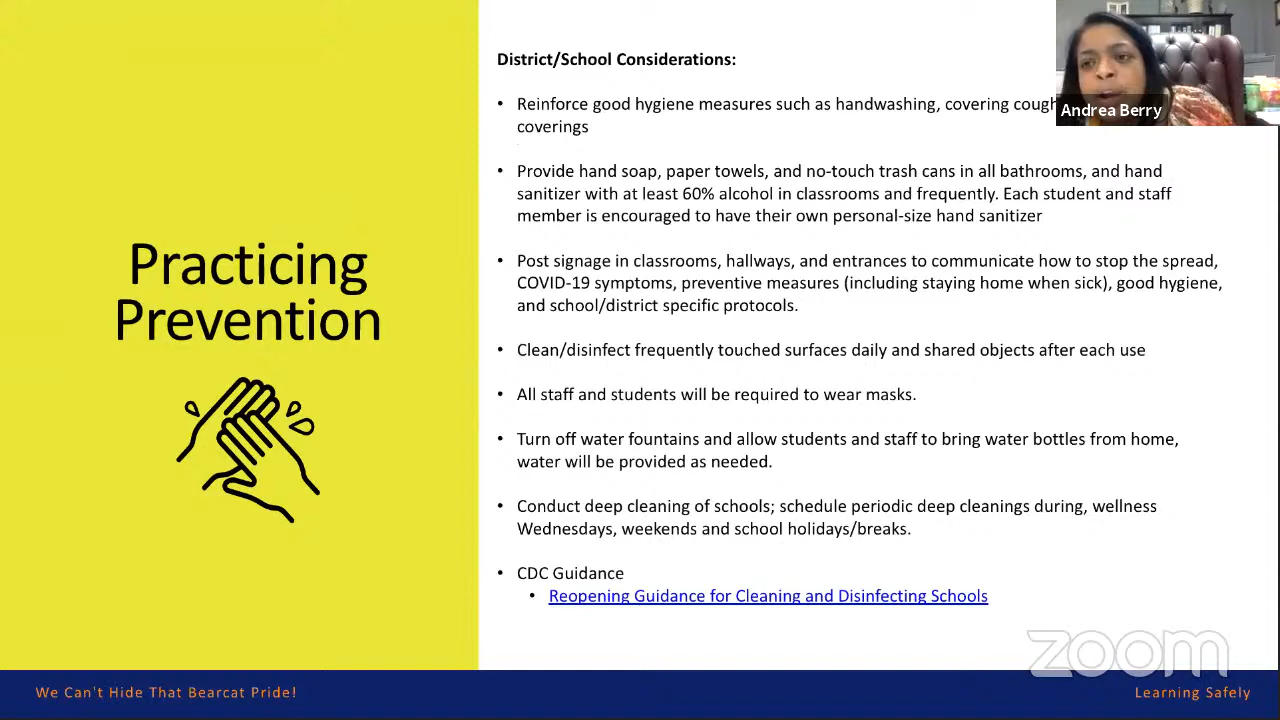 District/School Considerations:
• Reinforce good hygiene measures such as handwashing, covering cough
coverings
• Provide hand soap, paper towels, and no-touch trash cans in all bathrooms, and hand
sanitizer with at least 60% alcohol in classrooms and frequently. Each student and staff
member is encouraged to have their own personal-size hand sanitizer
• Post signage in classrooms, hallways, and entrances to communicate how to stop the spread,
COVID-19 symptoms, preventive measures (including staying home when sick), good hygiene,
and school/district specific protocols.
• Clean/disinfect frequently touched surfaces daily and shared objects after each use
• All staff and students will be required to wear masks.
• Turn off water fountains and allow students and staff to bring water bottles from home,
water will be provided as needed.
• Conduct deep cleaning of schools; schedule periodic deep cleanings during, wellness
Wednesdays, weekends and school holidays/breaks.
• CDC Guidance
• Reopening Guidance for Cleaning and Disinfecting Schools
Practicing
Prevention
Andrea Berry
zoom
We Can't Hide That Bearcat Pride!
Learning Safely